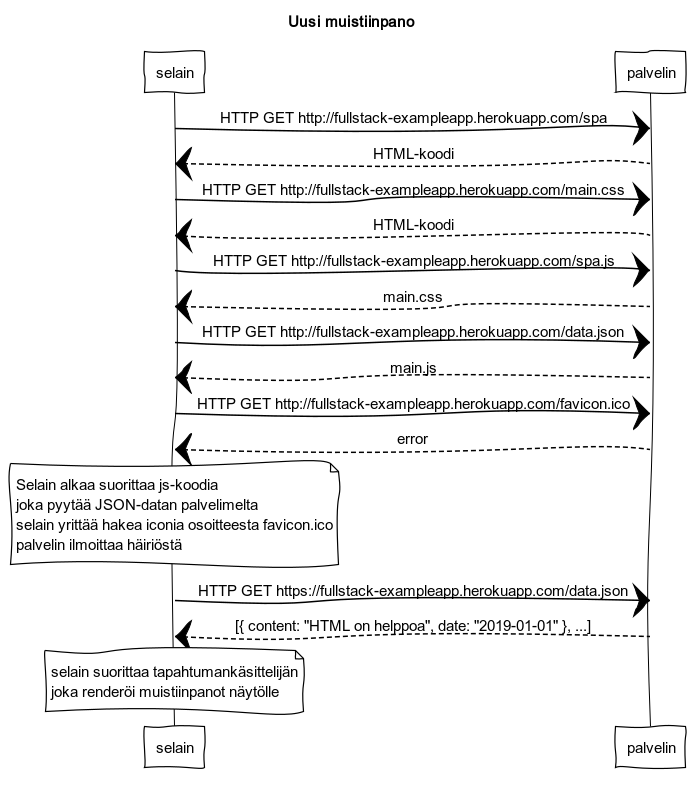 Uusi muistiinpano
selain
palvelin
HTTP GET http://fullstack-exampleapp.herokuapp.com/spa
HTML-koodi
HTTP GET http://fullstack-exampleapp.herokuapp.com/main.css
HTML-koodi
HTTP GET http://fullstack-exampleapp.herokuapp.com/spa.js
main.css
HTTP GET http://fullstack-exampleapp.herokuapp.com/data.json
main.js
HTTP GET http://fullstack-exampleapp.herokuapp.com/favicon.ico
error
Selain alkaa suorittaa js-koodia
joka pyytää JSON-datan palvelimelta
selain yrittää hakea iconia osoitteesta favicon.ico
palvelin ilmoittaa häiriöstä
HTTP GET https://fullstack-exampleapp.herokuapp.com/data.json
[{ content: "HTML on helppoa", date: "2019-01-01" }, ...]
selain suorittaa tapahtumankäsittelijän
joka renderöi muistiinpanot näytölle
selain
palvelin